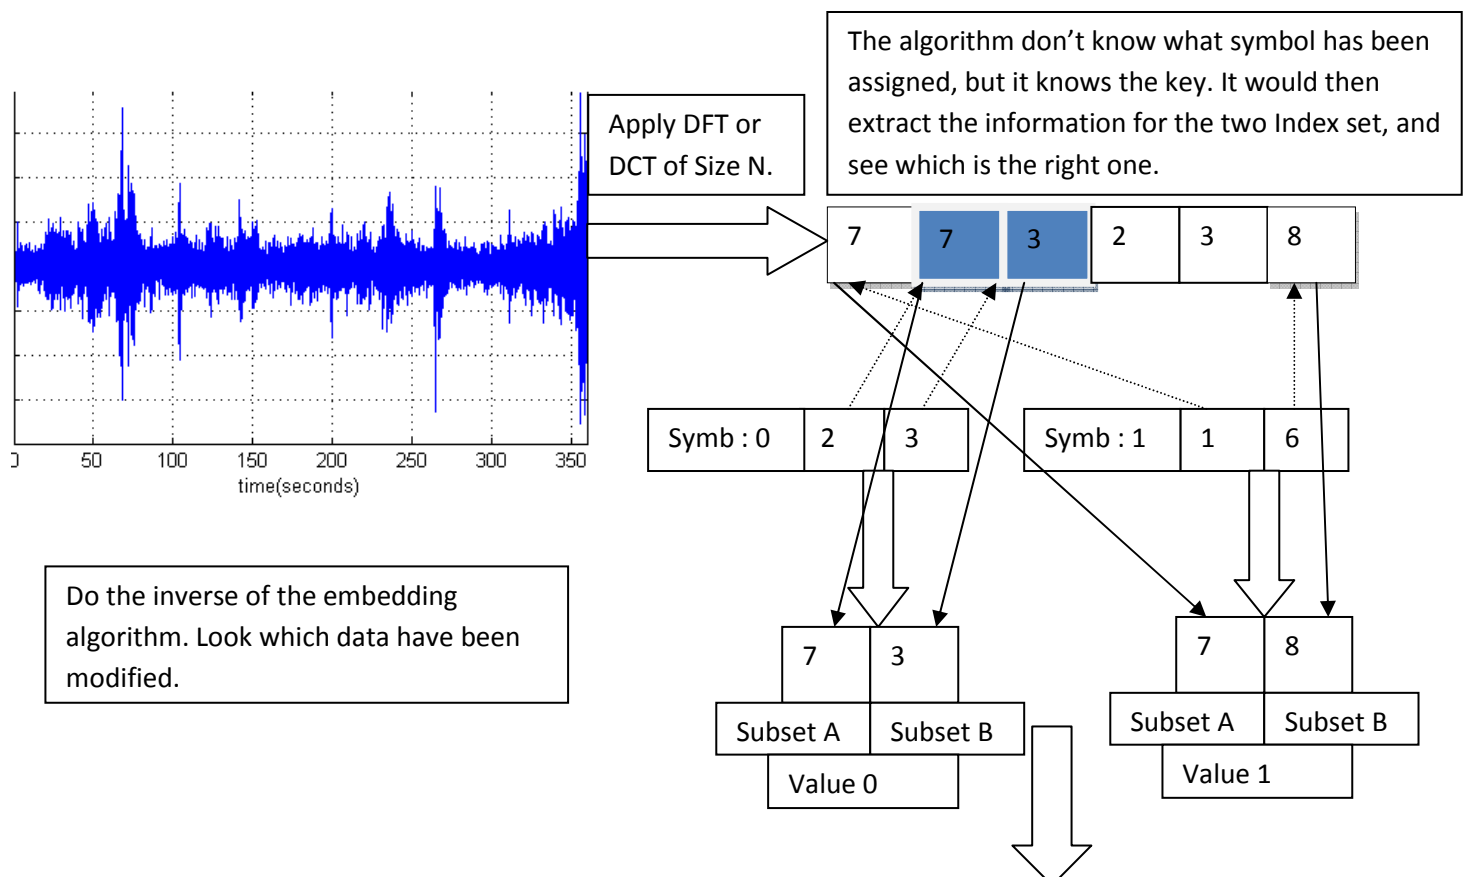 The algorithm don’t know what symbol has been
assigned, but it knows the key. It would then
extract the information for the two Index set, and
see which is the right one.
Apply DFT or
DCT of Size N.
7 7 3 2 3 8
Symb : 0 2 3
Symb : 1 1 6
50 100 150 200 250 300 350
time(seconds)
Do the inverse of the embedding
algorithm. Look which data have been
modified.
7 3
Subset A Subset B
Value 0
7 8
Subset A Subset B
Value 1